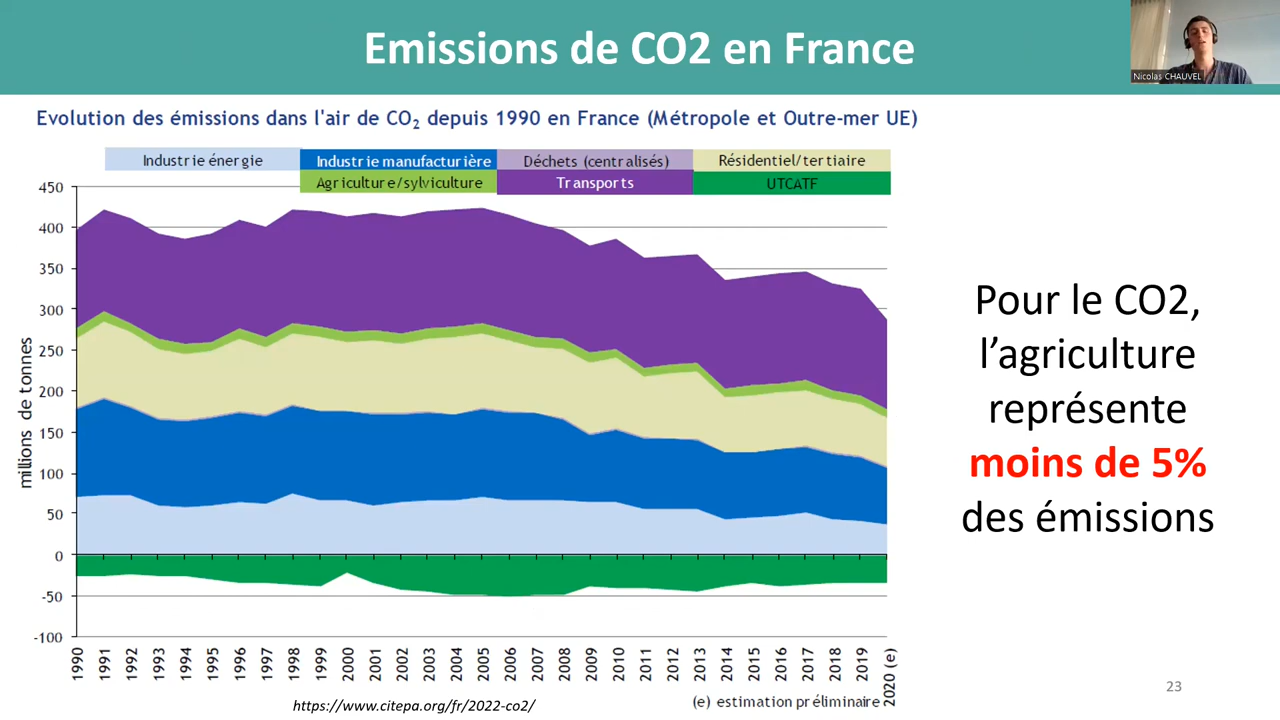 Emissions de CO2 en France
Nicolas CHAUVEL
Evolution des émissions dans l'air de CO₂ depuis 1990 en France (Métropole et Outre-mer UE)
Industrie énergie
Industrie manufacturière
Déchets (centralisés)
Résidentiel/tertiaire
Agriculture/sylviculture
Transports
UTCATF
millions de tonnes
450
400
350
300
250
200
150
100
50
0
-50
-100
1990
1991
1992
1993
1994
1995
1996
1997
1998
1999
2000
2001
2002
2003
2004
2005
2006
2007
2008
2009
2010
2011
2012
2013
2014
2015
2016
2017
2018
2019
2020 (e)
Pour le CO2,
l’agriculture
représente
moins de 5%
des émissions
https://www.citepa.org/fr/2022-co2/
(e) estimation préliminaire
23